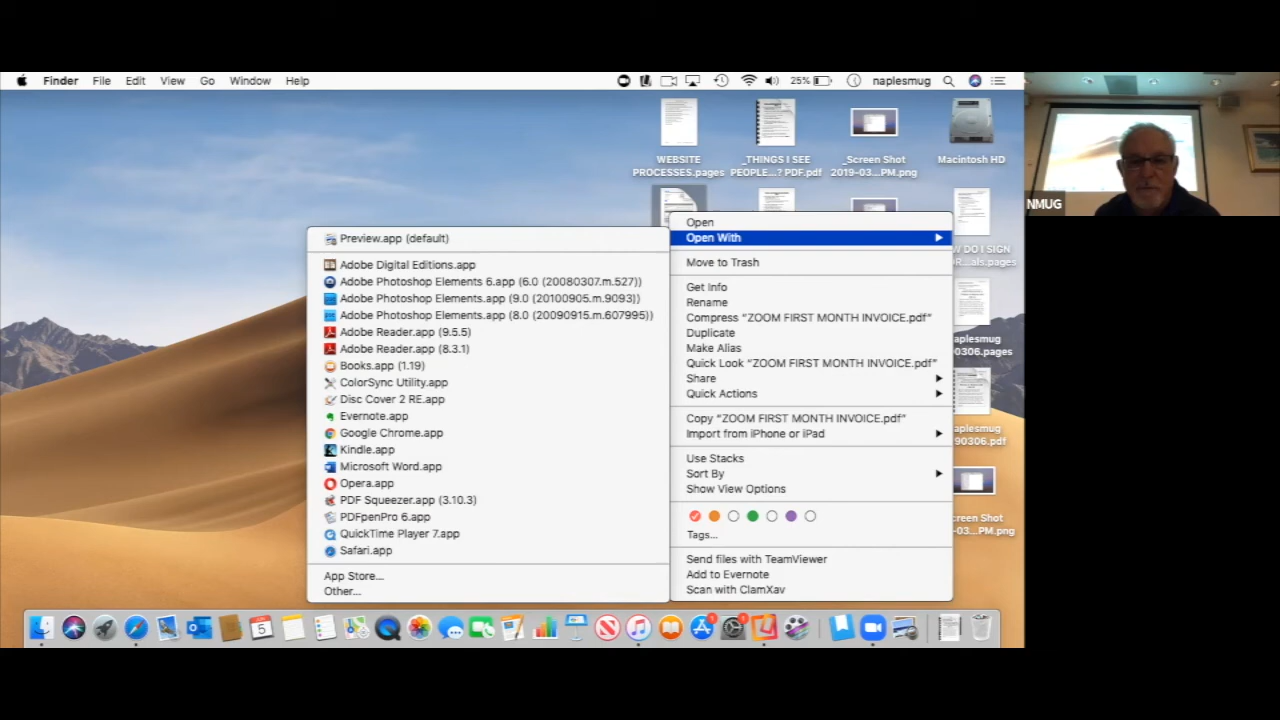 Finder File Edit View Go Window Help 25% naplesmug
WEBSITE
PROCESSES.pages
_THINGS I SEE
PEOPLE...? PDF.pdf
_Screen Shot
2019-03...PM.png
Macintosh HD
NMUG
W DO I SIGN
als.pages
aplesmug
0306.pages
aplesmug
90306.pdf
creen Shot
-03...PM.png
Open
Open With
Move to Trash
Get Info
Rename
Compress “ZOOM FIRST MONTH INVOICE.pdf”
Duplicate
Make Alias
Quick Look “ZOOM FIRST MONTH INVOICE.pdf”
Share
Quick Actions
Copy “ZOOM FIRST MONTH INVOICE.pdf”
Import from iPhone or iPad
Use Stacks
Sort By
Show View Options
Tags...
Send files with TeamViewer
Add to Evernote
Scan with ClamXav
Preview.app (default)
Adobe Digital Editions.app
Adobe Photoshop Elements 6.app (6.0 (20080307.m.527))
Adobe Photoshop Elements.app (9.0 (20100905.m.9093))
Adobe Photoshop Elements.app (8.0 (20090915.m.607995))
Adobe Reader.app (9.5.5)
Adobe Reader.app (8.3.1)
Books.app (1.19)
ColorSync Utility.app
Disc Cover 2 RE.app
Evernote.app
Google Chrome.app
Kindle.app
Microsoft Word.app
Opera.app
PDF Squeezer.app (3.10.3)
PDFpenPro 6.app
QuickTime Player 7.app
Safari.app
App Store...
Other...
5